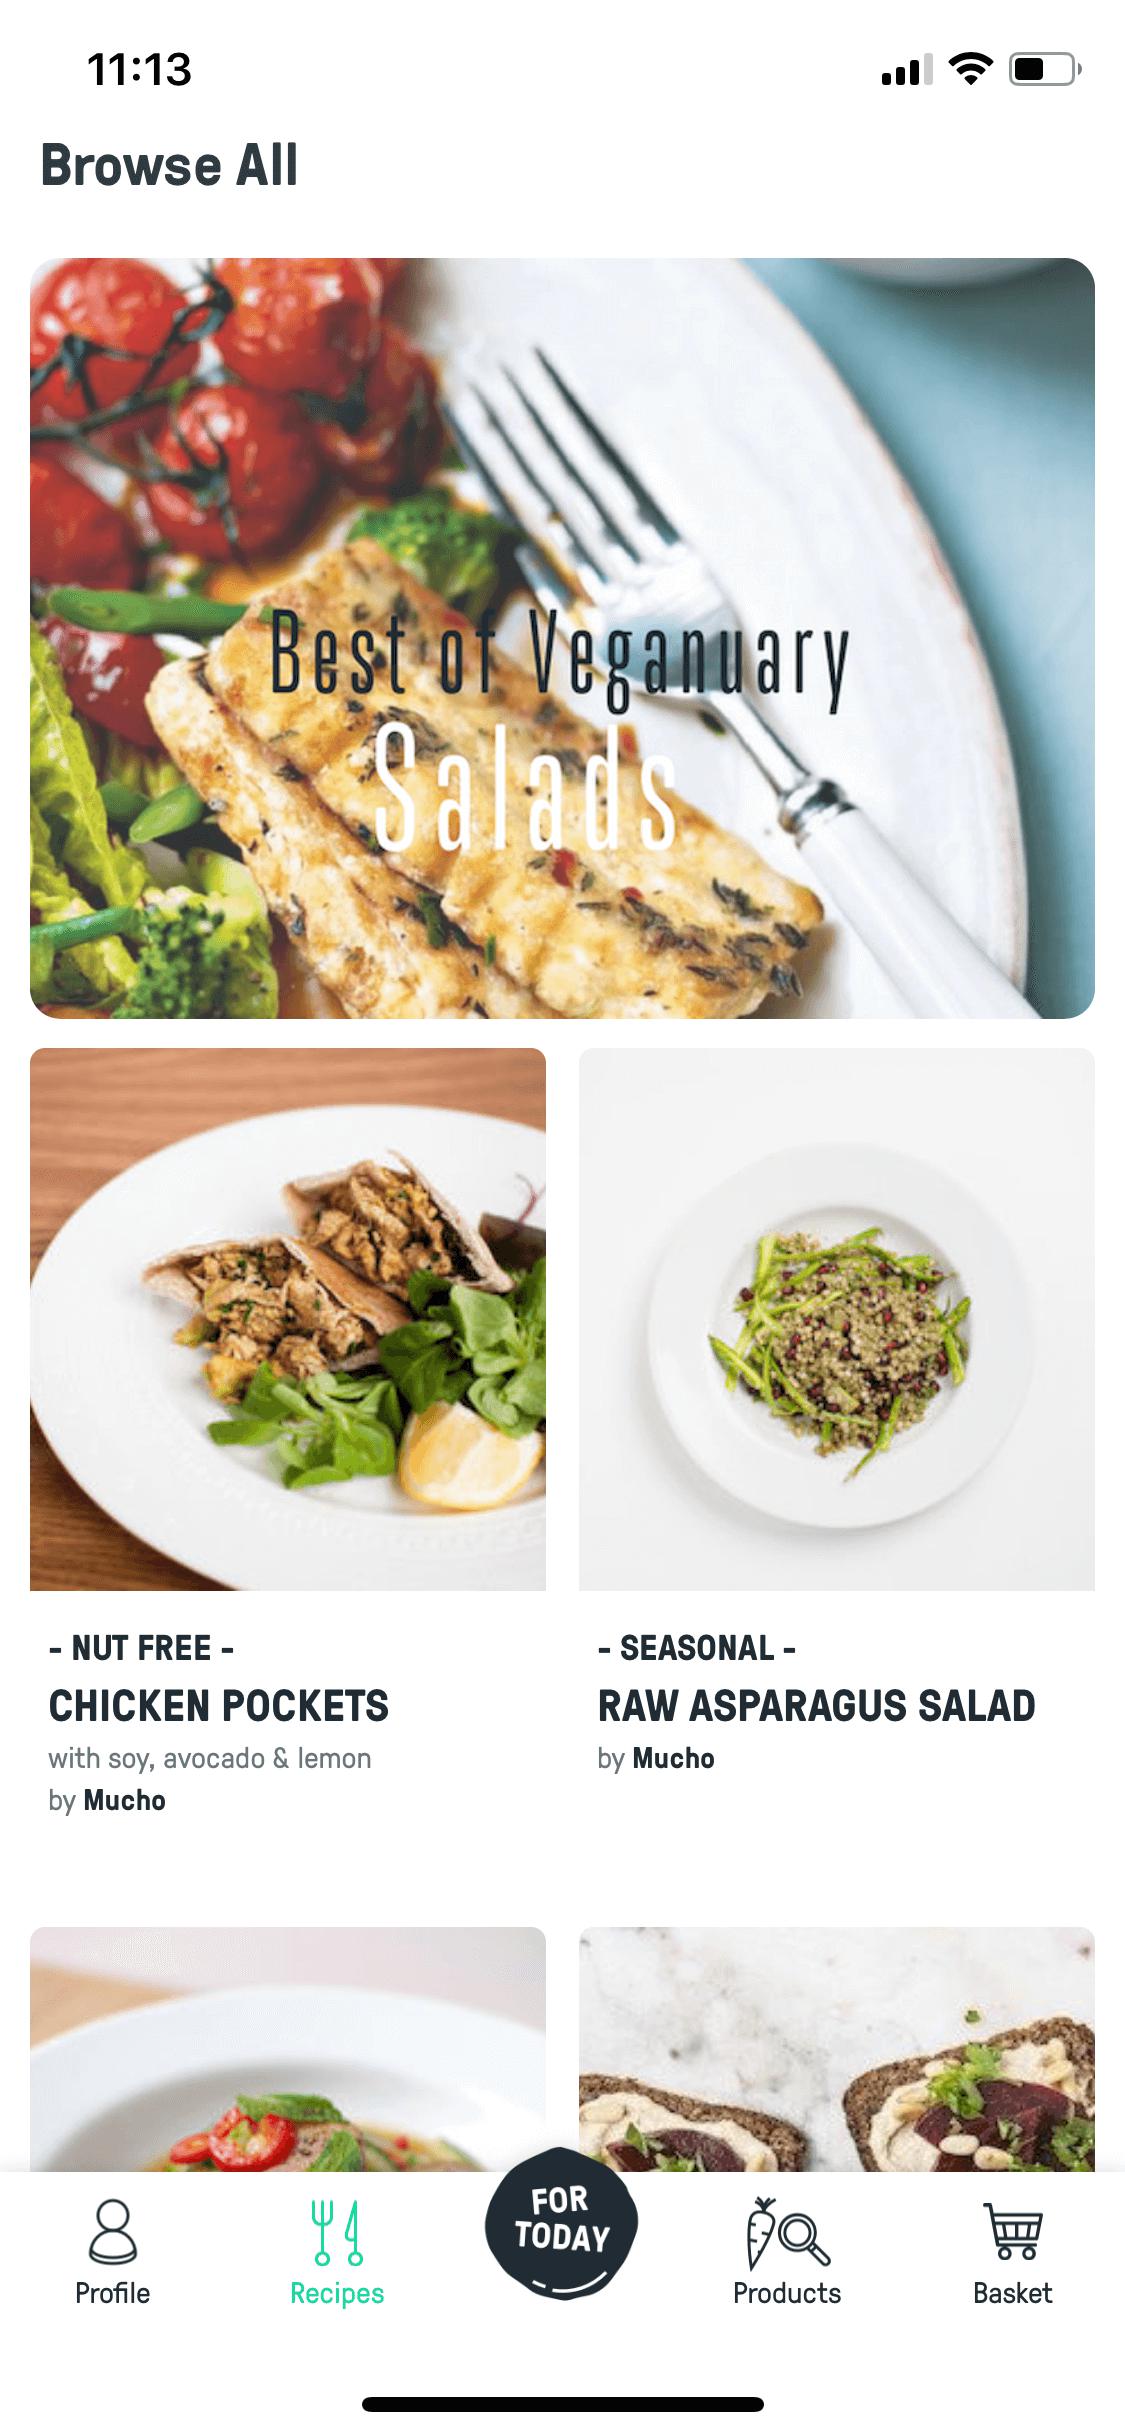 11:13
Browse All
Best of Veganuary
Salads
- NUT FREE -
CHICKEN POCKETS
with soy, avocado & lemon
by Mucho
- SEASONAL -
RAW ASPARAGUS SALAD
by Mucho
Profile
Recipes
FOR
TODAY
Products
Basket